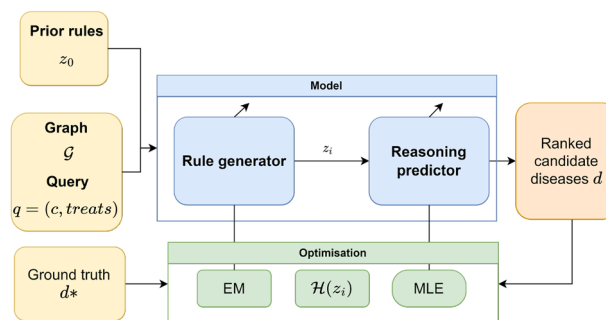 Prior rules
z₀
Graph
𝒢
Query
q = (c, treats)
Ground truth
d*
Model
Rule generator
zᵢ
Reasoning
predictor
Optimisation
EM
ℋ(zᵢ)
MLE
Ranked
candidate
diseases d